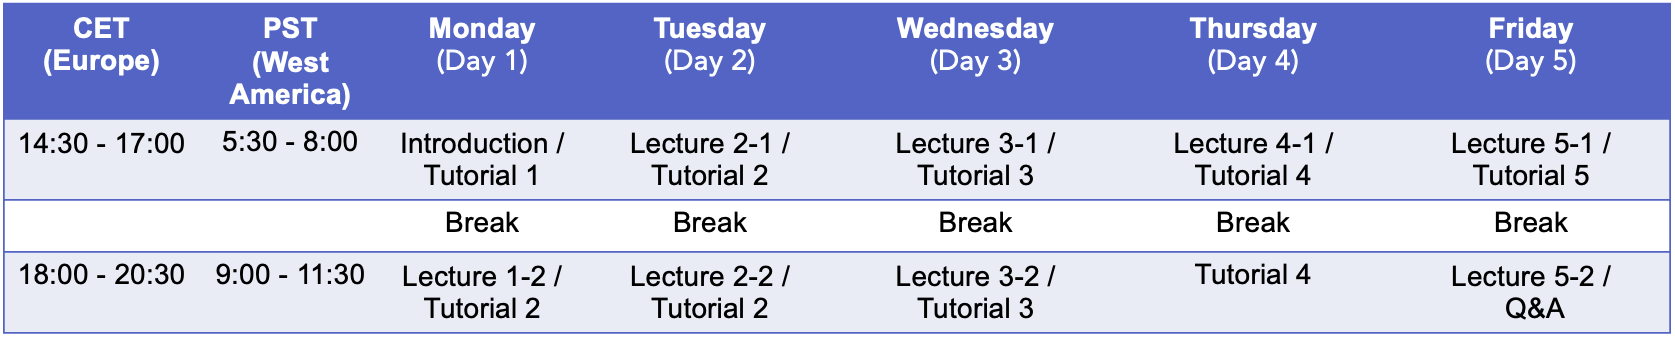 CET
(Europe)
PST
(West
America)
Monday
(Day 1)
Tuesday
(Day 2)
Wednesday
(Day 3)
Thursday
(Day 4)
Friday
(Day 5)
14:30 - 17:00
5:30 - 8:00
Introduction /
Tutorial 1
Lecture 2-1 /
Tutorial 2
Lecture 3-1 /
Tutorial 3
Lecture 4-1 /
Tutorial 4
Lecture 5-1 /
Tutorial 5
Break
Break
Break
Break
Break
18:00 - 20:30
9:00 - 11:30
Lecture 1-2 /
Tutorial 2
Lecture 2-2 /
Tutorial 2
Lecture 3-2 /
Tutorial 3
Tutorial 4
Lecture 5-2 /
Q&A